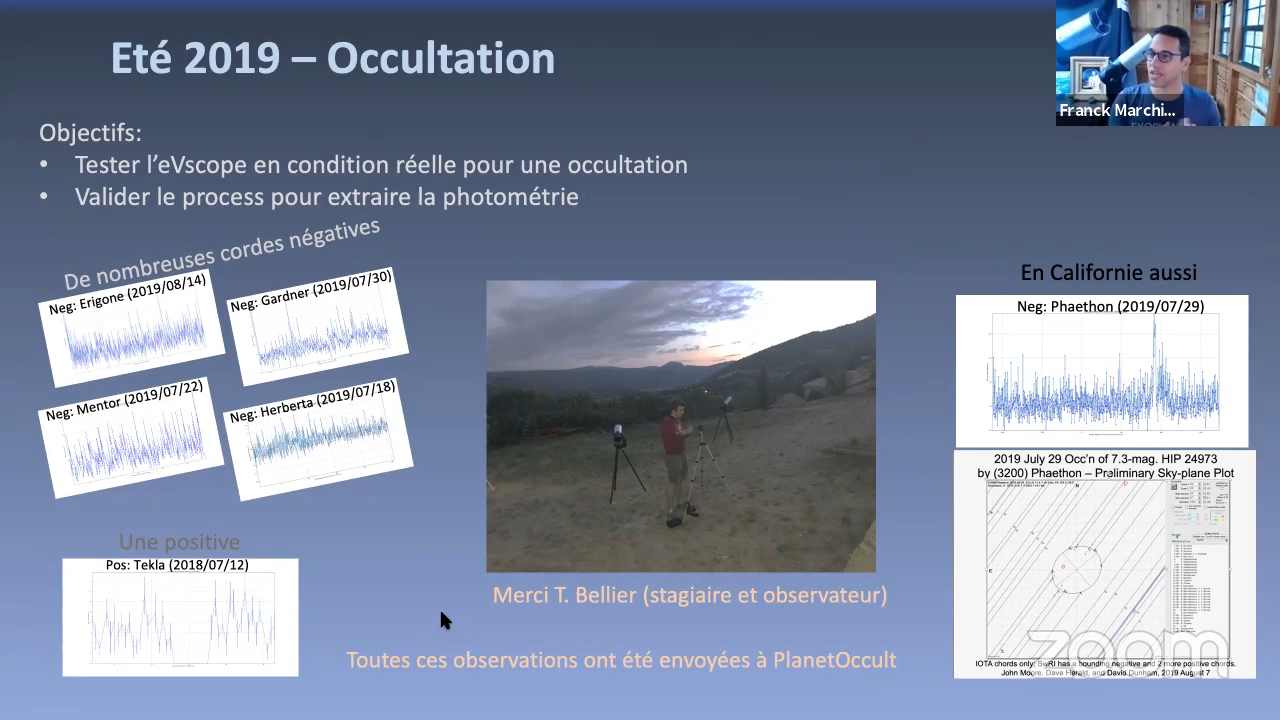 Eté 2019 – Occultation
Franck Marchi...
Objectifs:
• Tester l'eVscope en condition réelle pour une occultation
• Valider le process pour extraire la photométrie
De nombreuses cordes négatives
Neg: Erigone (2019/08/14)
Neg: Gardner (2019/07/30)
Neg: Mentor (2019/07/22)
Neg: Herberta (2019/07/18)
Une positive
Pos: Tekla (2018/07/12)
Merci T. Bellier (stagiaire et observateur)
Toutes ces observations ont été envoyées à PlanetOccult
En Californie aussi
Neg: Phaethon (2019/07/29)
2019 July 29 Occ'n of 7.3-mag. HIP 24973
by (3200) Phaethon – Preliminary Sky-plane Plot
zoom
IOTA chords only: SwRI has a bounding negative and 2 more positive chords.
John Moore, Dave Herald, and David Dunham, 2019 August 7